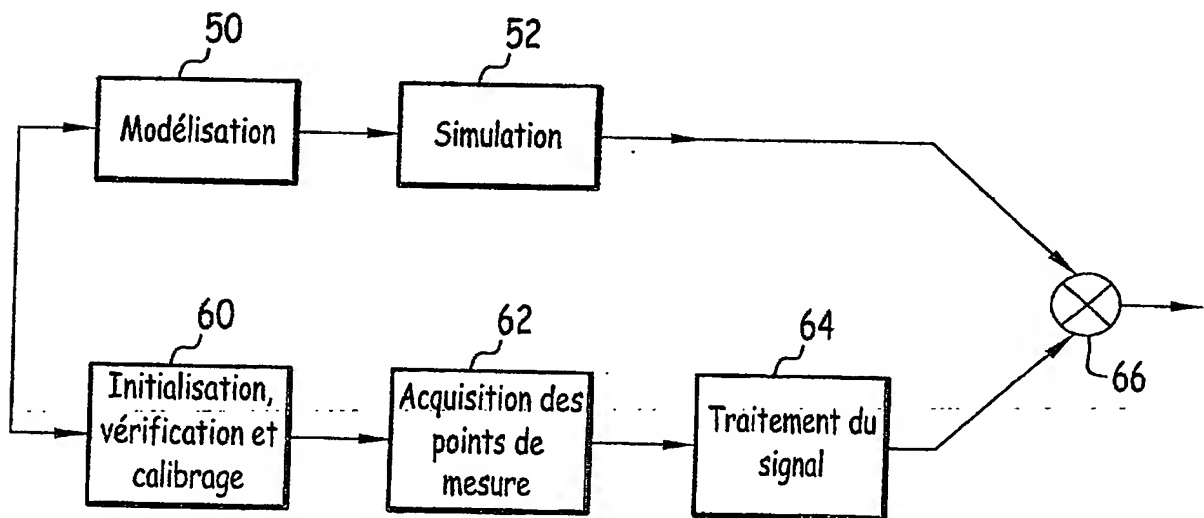 50
52
Modélisation
Simulation
60
62
64
66
Initialisation,
vérification et
calibrage
Acquisition des
points de
mesure
Traitement du
signal